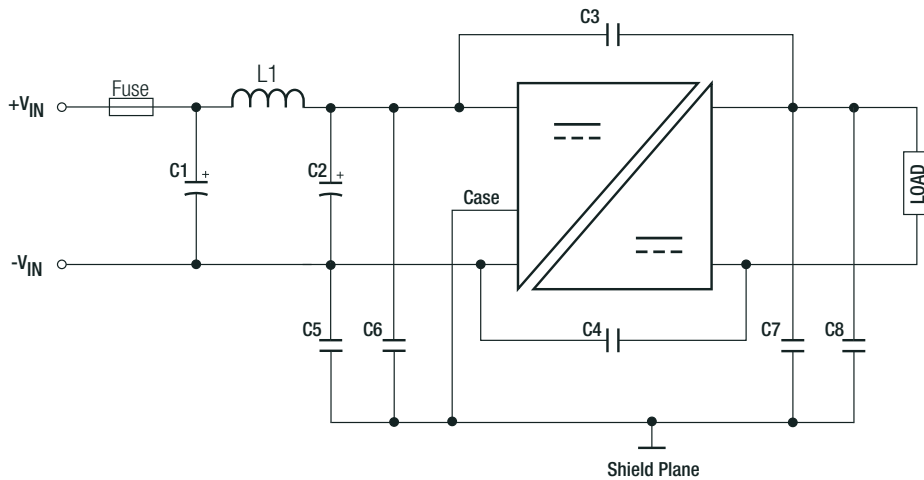 C3
L1
Fuse
+VIN
C1
+
C2
+
Case
LOAD
-VIN
C5
C6
C4
C7
C8
Shield Plane